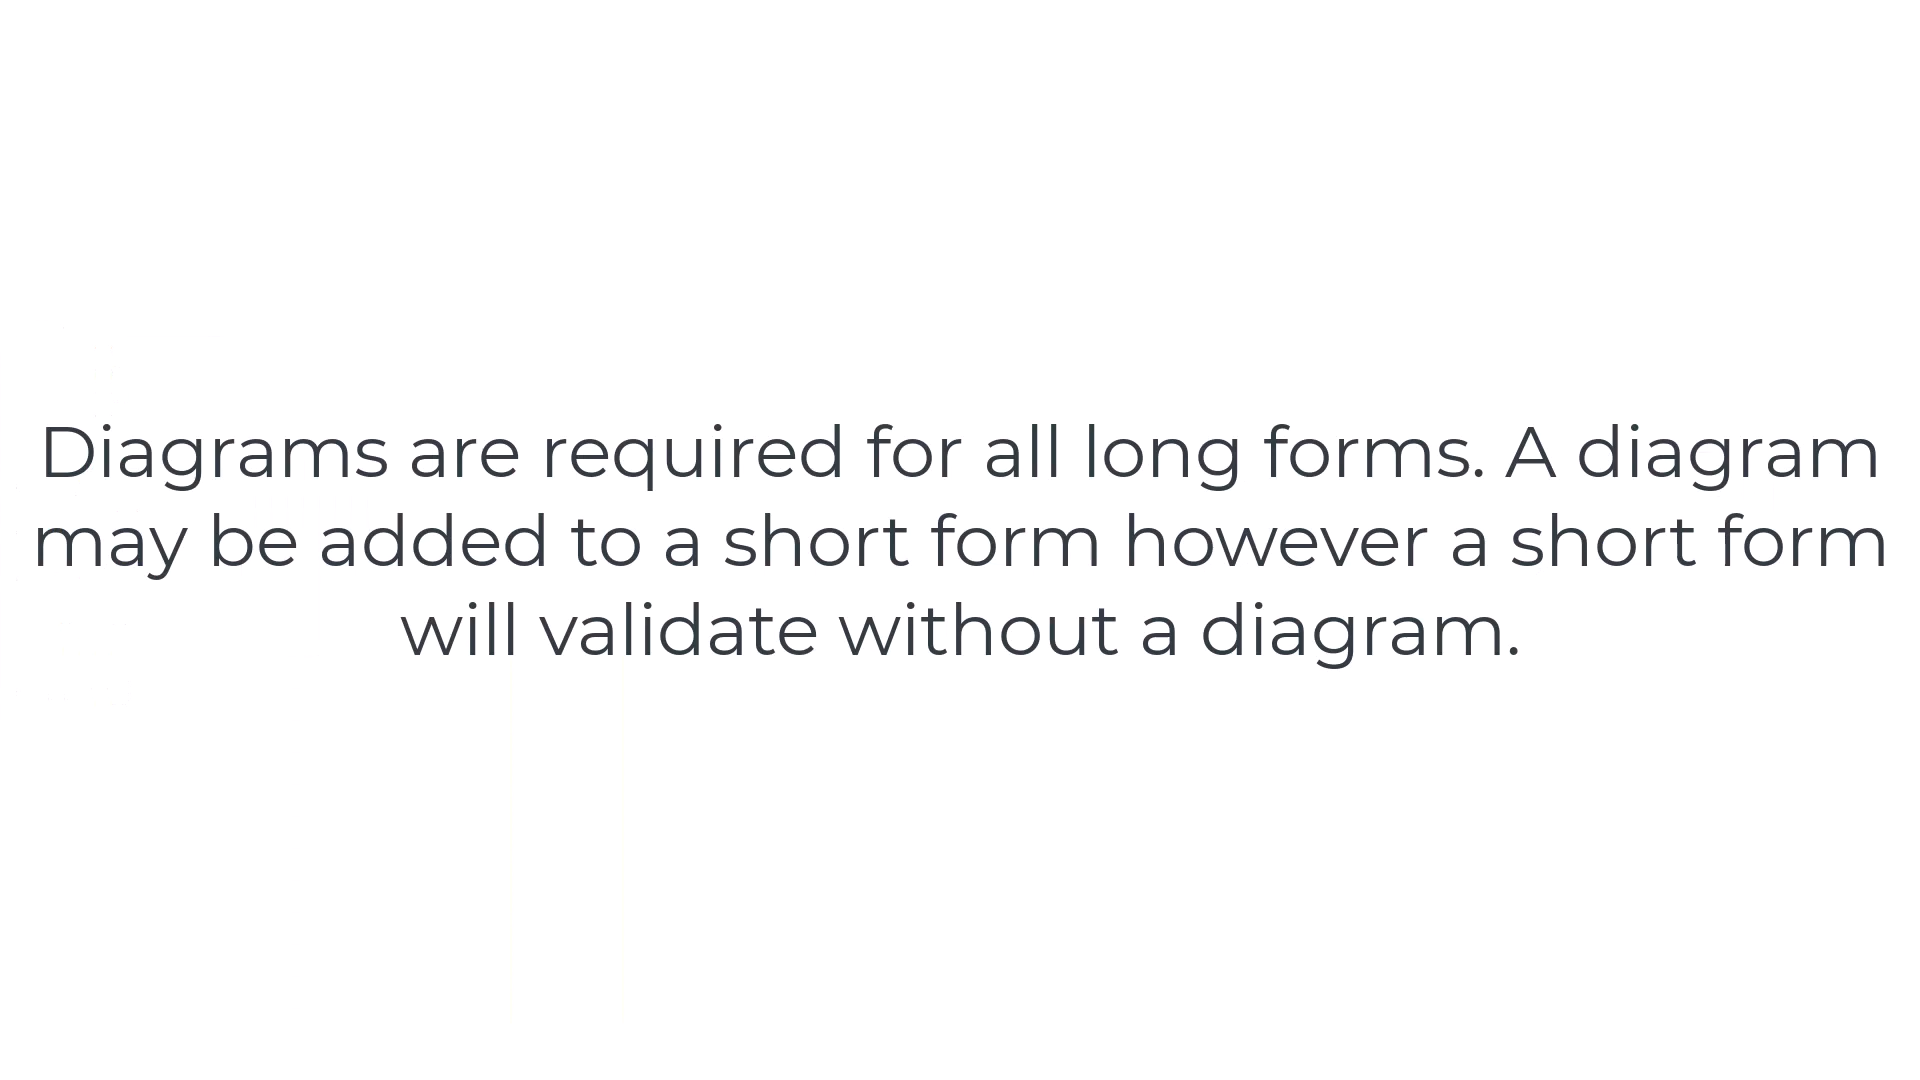 Diagrams are required for all long forms. A diagram
may be added to a short form however a short form
will validate without a diagram.